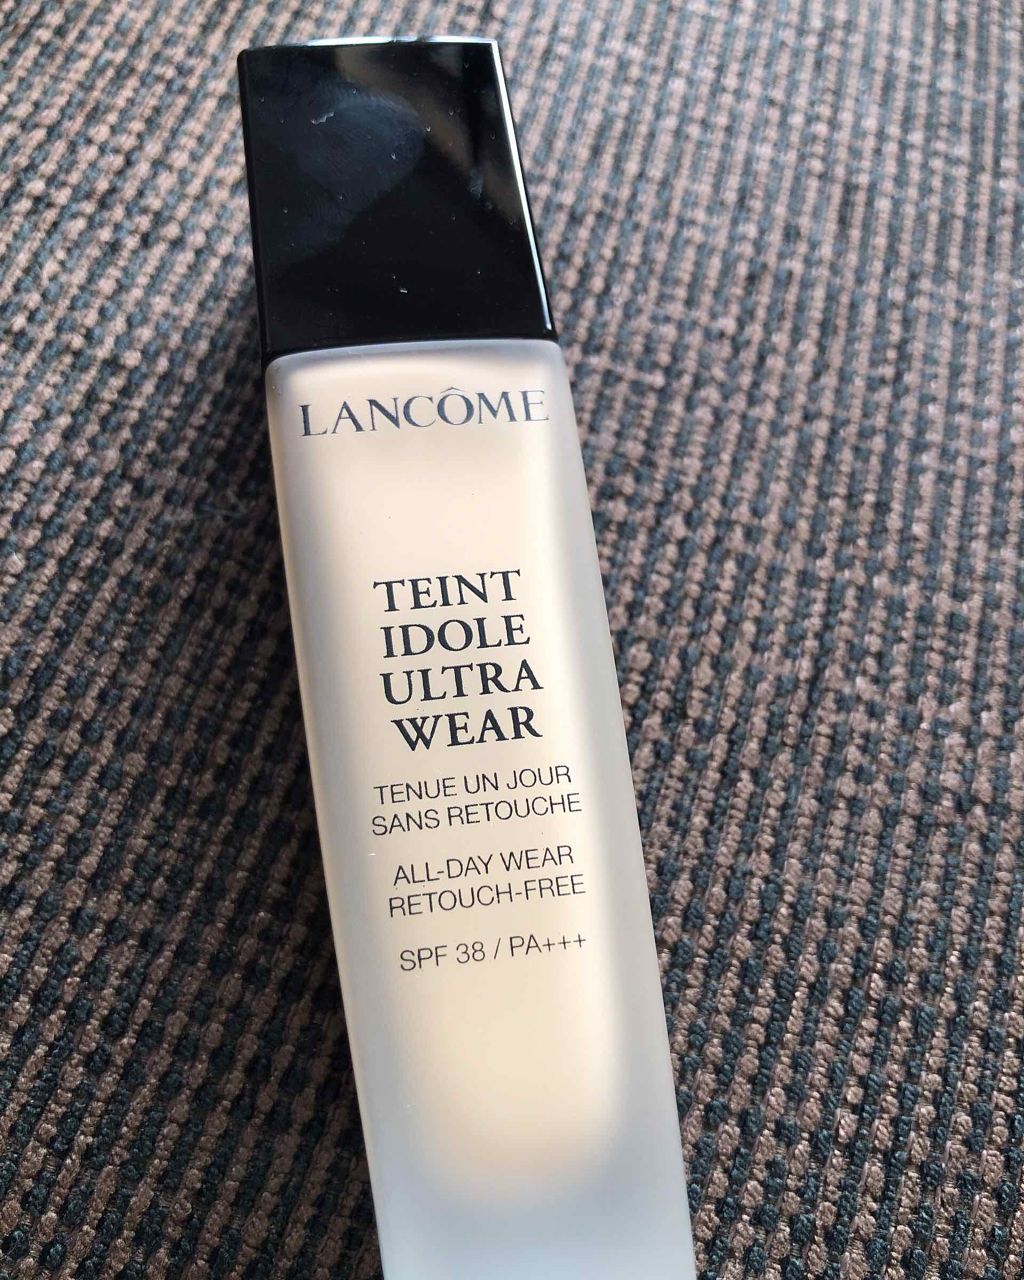 LANCÔME
TEINT
IDOLE
ULTRA
WEAR
TENUE UN JOUR
SANS RETOUCHE
ALL-DAY WEAR
RETOUCH-FREE
SPF 38 / PA+++